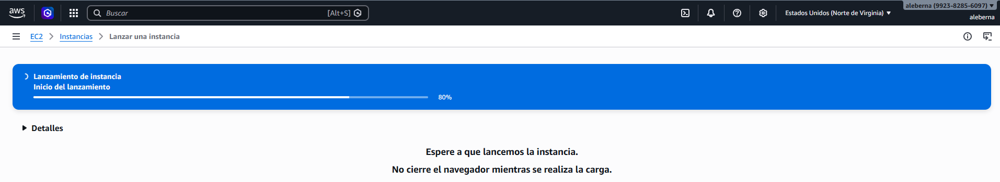 aws
Buscar [Alt+S]
Estados Unidos (Norte de Virginia)
aleberna (9923-8285-6097)
aleberna
EC2 Instancias Lanzar una instancia
Lanzamiento de instancia
Inicio del lanzamiento
80%
Detalles
Espere a que lancemos la instancia.
No cierre el navegador mientras se realiza la carga.